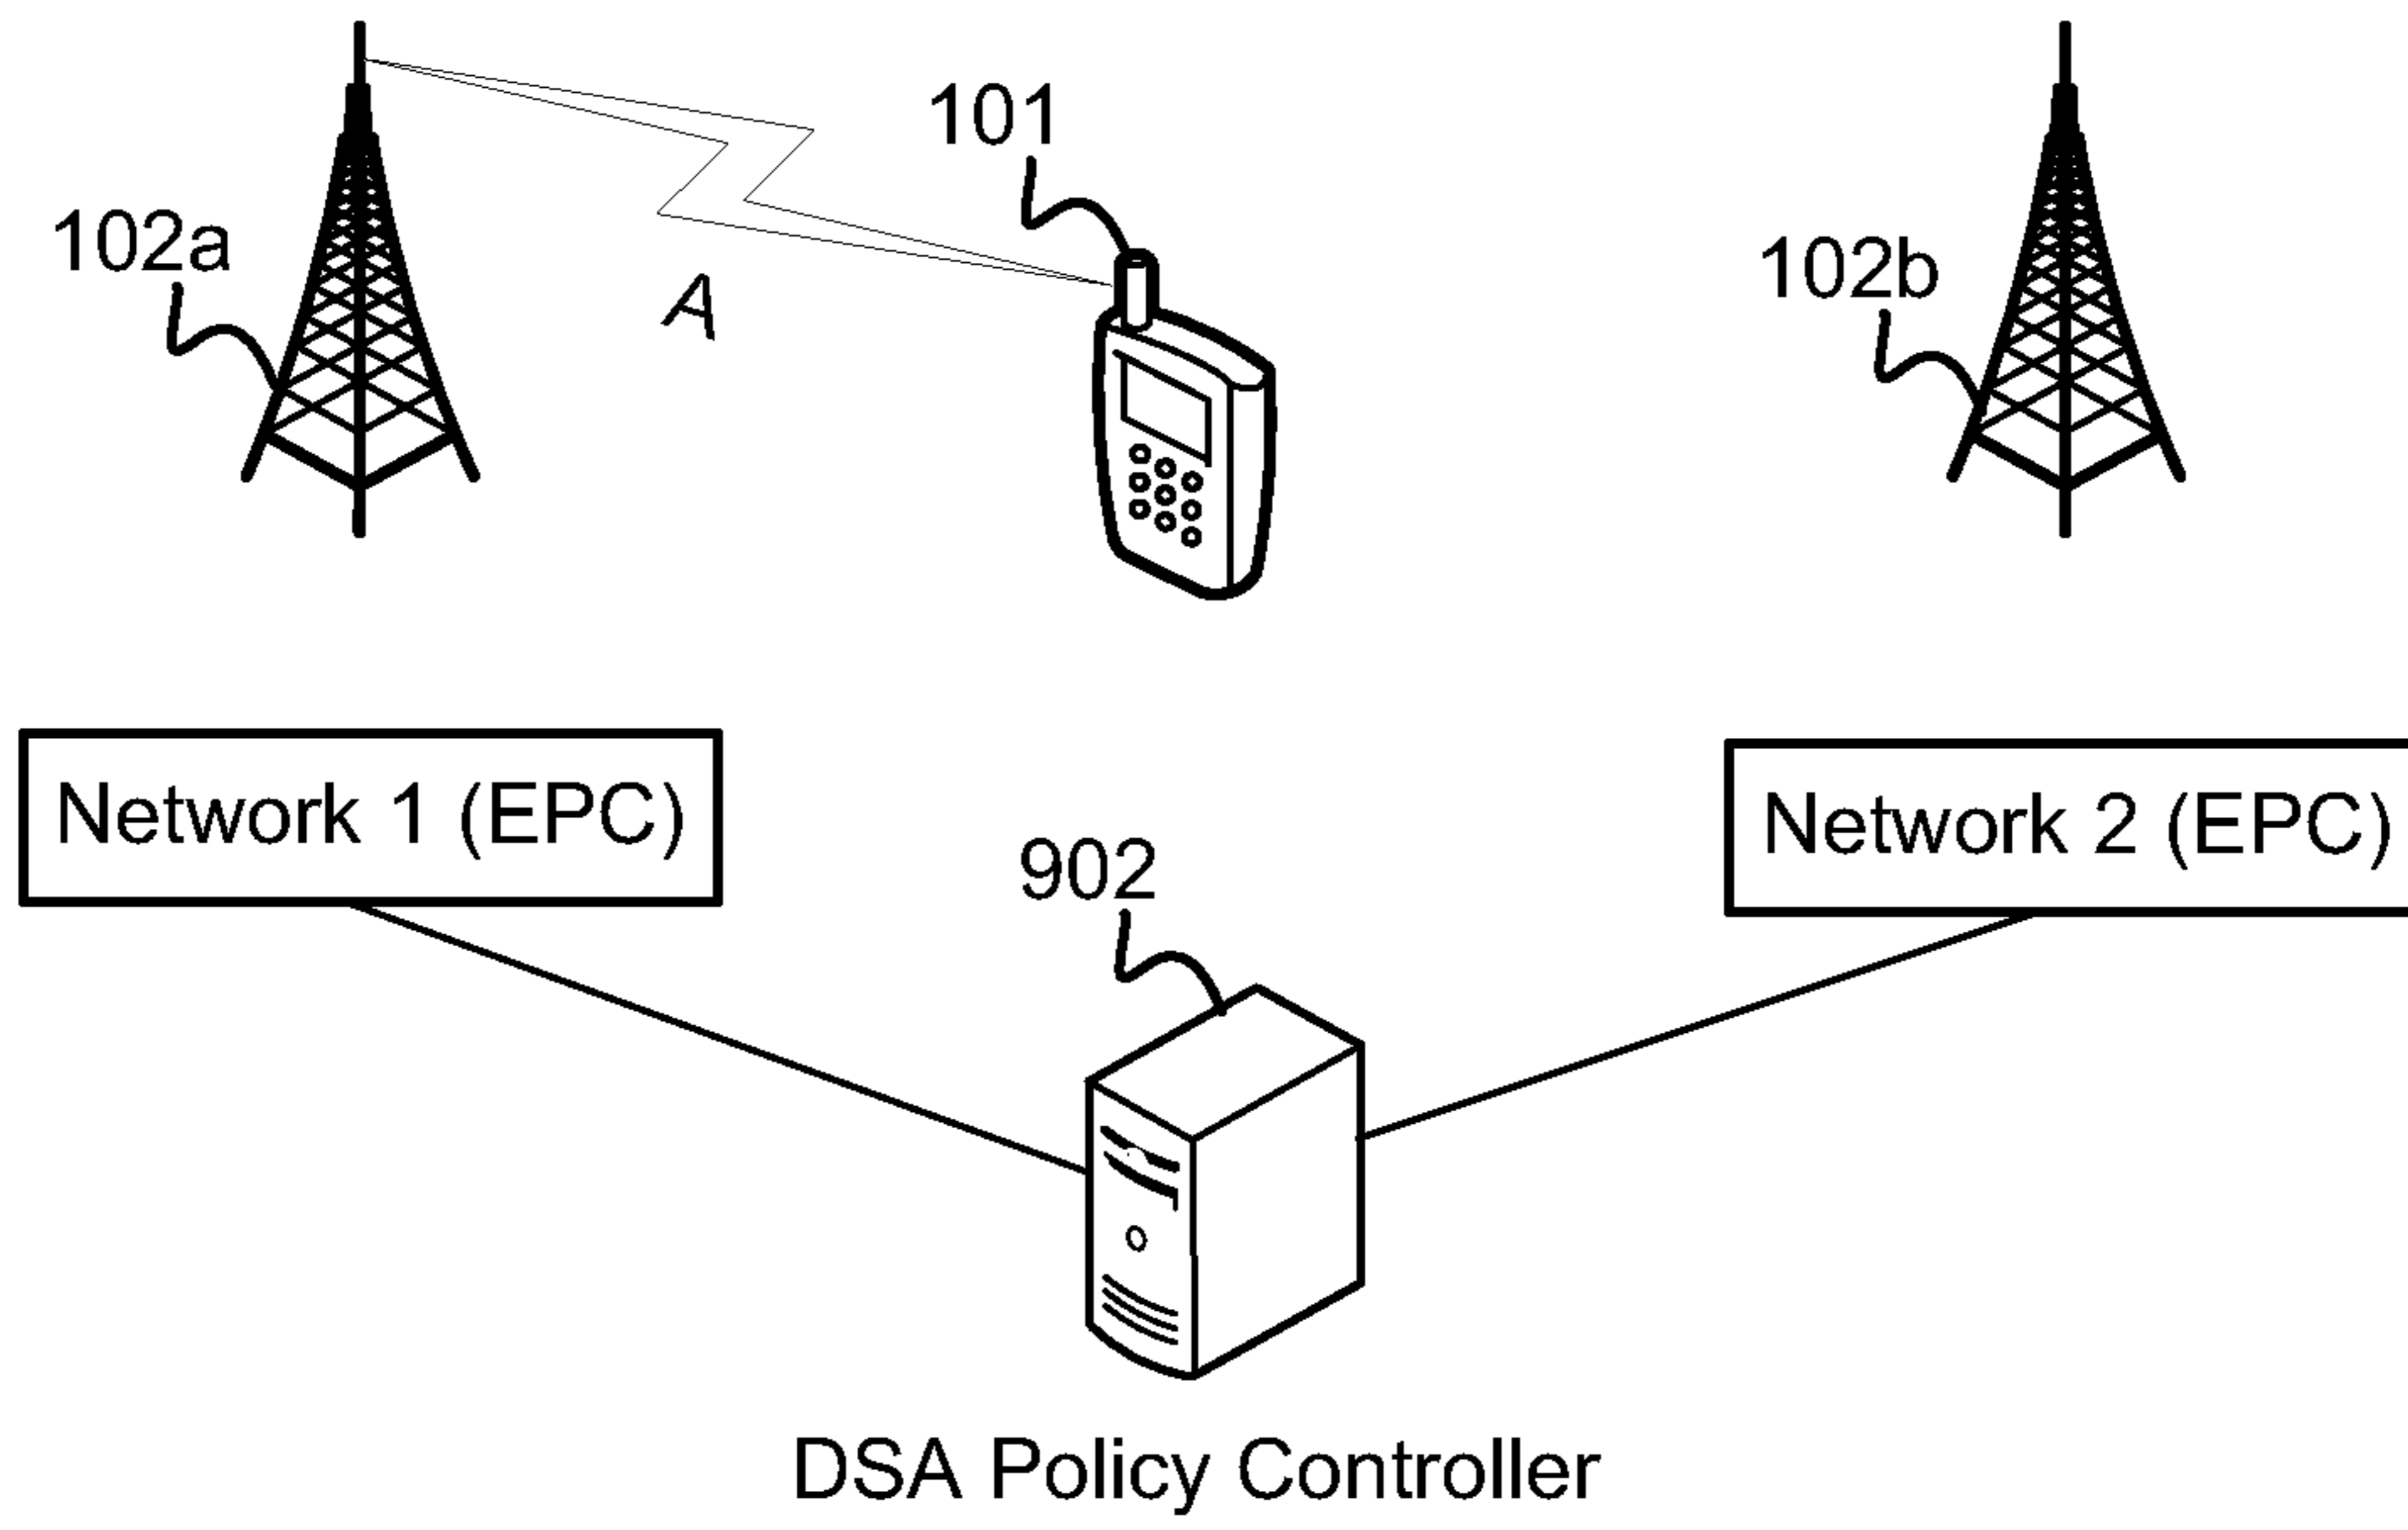 101
102a
102b
A
Network 1 (EPC)
Network 2 (EPC)
902
DSA Policy Controller